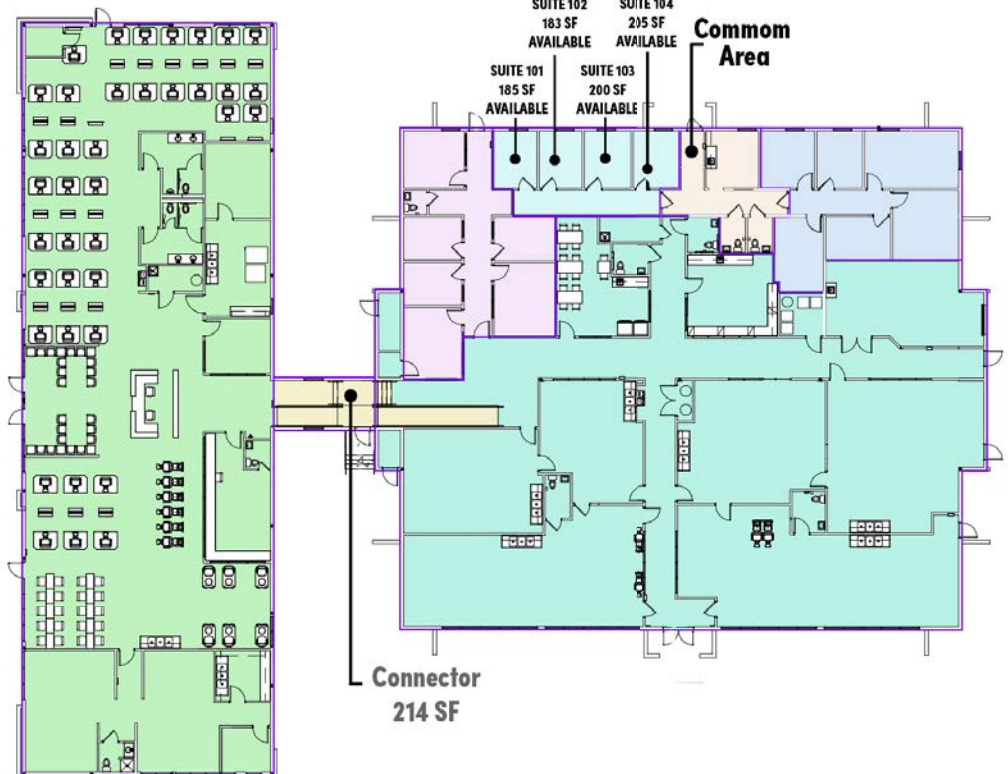 SUITE 102
183 SF
AVAILABLE
SUITE 104
205 SF
AVAILABLE
Commom
Area
SUITE 101
185 SF
AVAILABLE
SUITE 103
200 SF
AVAILABLE
Connector
214 SF